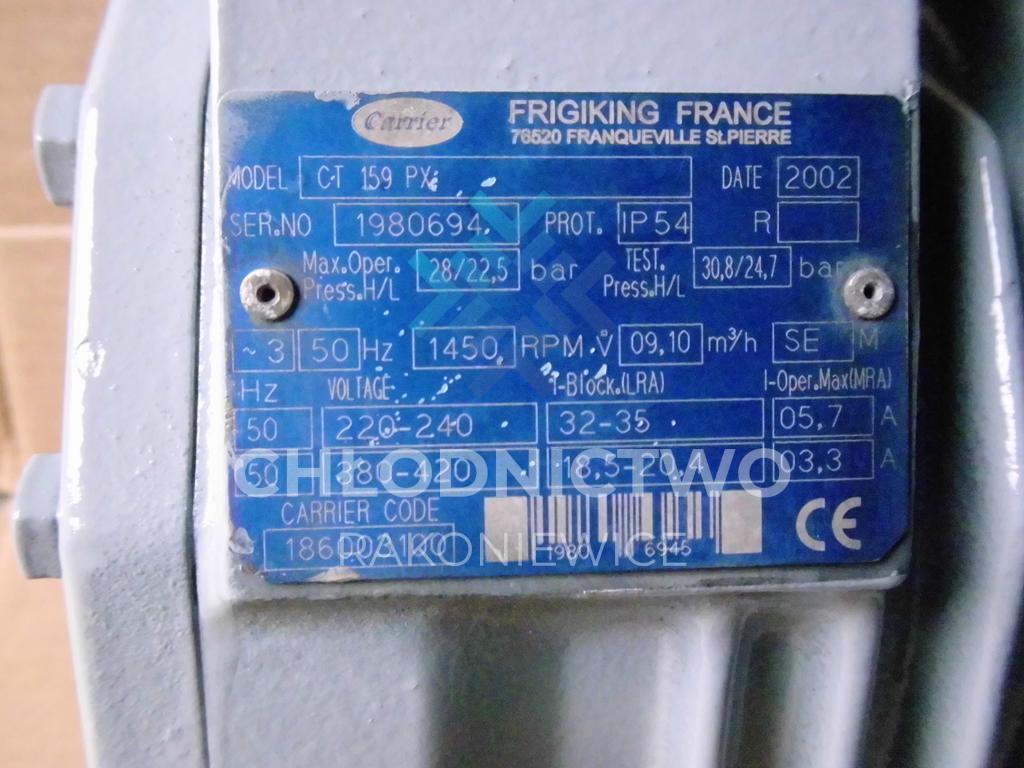 Carrier FRIGIKING FRANCE
76520 FRANQUEVILLE St.PIERRE
MODEL CT 159 PX DATE 2002
SER.NO 1980694 PROT. IP54 R
Max.Oper. Press.H/L 28/22,5 bar TEST. Press.H/L 30,8/24,7 bar
~3 50 Hz 1450 RPM V 09,10 m³/h SE M
HZ VOLTAGE I-Block.(LRA) I-Oper.Max(MRA)
50 220-240 32-35 05,7 A
50 380-420 18,5-20,4 03,3 A
CHŁODNICTWO
CARRIER CODE
RAKONIEWICE
1980 6945
CE